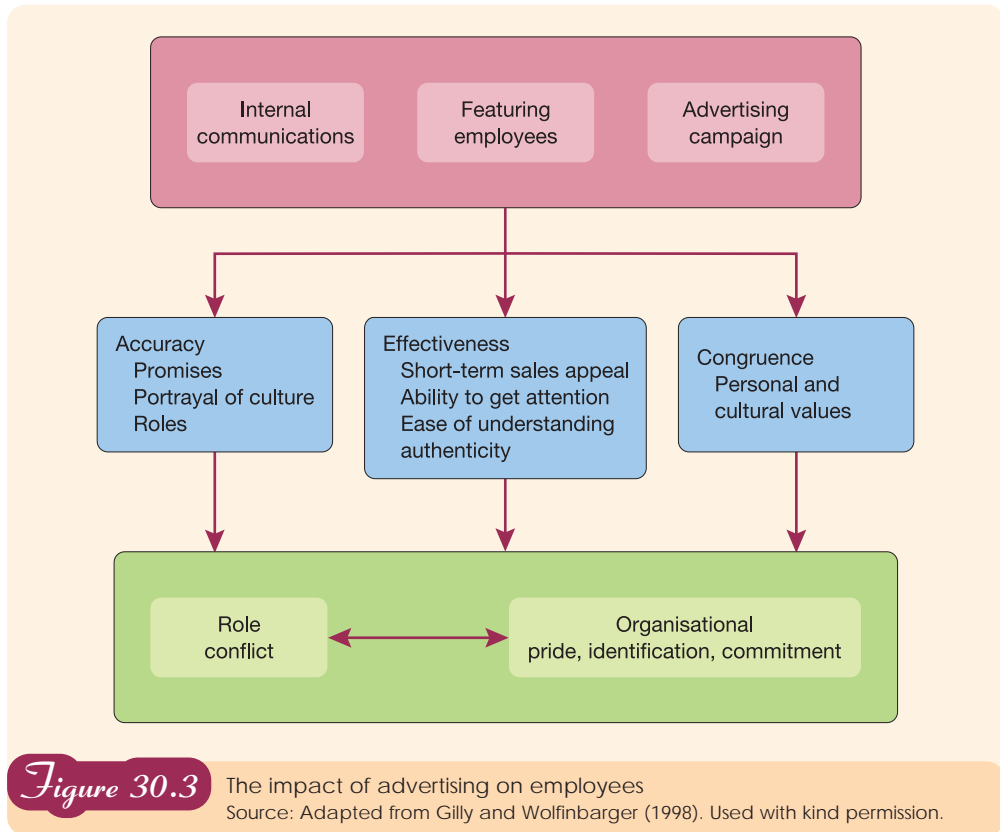 Internal
communications
Featuring
employees
Advertising
campaign
Accuracy
Promises
Portrayal of culture
Roles
Effectiveness
Short-term sales appeal
Ability to get attention
Ease of understanding
authenticity
Congruence
Personal and
cultural values
Role
conflict
Organisational
pride, identification, commitment
Figure 30.3
The impact of advertising on employees
Source: Adapted from Gilly and Wolfinbarger (1998). Used with kind permission.